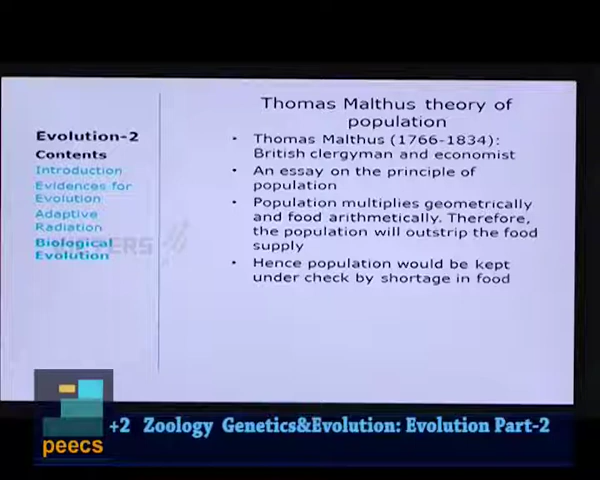 Thomas Malthus theory of
population
Evolution-2
Contents
Introduction
Evidences for
Evolution
Adaptive
Radiation
Biological
Evolution
• Thomas Malthus (1766-1834):
British clergyman and economist
• An essay on the principle of
population
• Population multiplies geometrically
and food arithmetically. Therefore,
the population will outstrip the food
supply
• Hence population would be kept
under check by shortage in food
peecs
+2 Zoology Genetics&Evolution: Evolution Part-2